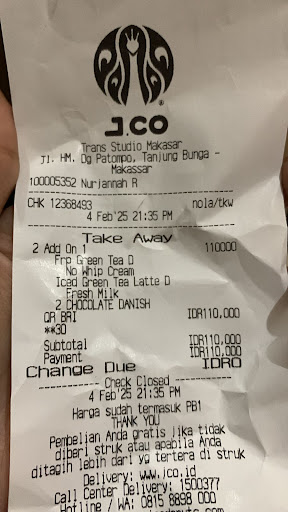 J.CO
Trans Studio Makasar
Jl. HM. Dg Patompo, Tanjung Bunga -
Makassar
100005352 Nurjannah R
CHK 12368493 nola/tkw
4 Feb'25 21:35 PM
Take Away
2 Add On 1 110000
Frp Green Tea D
No Whip Cream
Iced Green Tea Latte D
Fresh Milk
2 CHOCOLATE DANISH
QR BRI IDR110,000
**30
Subtotal IDR110,000
Payment IDR110,000
Change Due IDR0
------------ Check Closed ------------
4 Feb'25 21:35 PM
Harga sudah termasuk PB1
THANK YOU
Pembelian Anda gratis jika tidak
diberi struk atau apabila Anda
ditagih lebih dari yg tertera di struk
Delivery: www.jco.id
Call Center Delivery: 1500377
Hotline / WA: 0815 8898 000